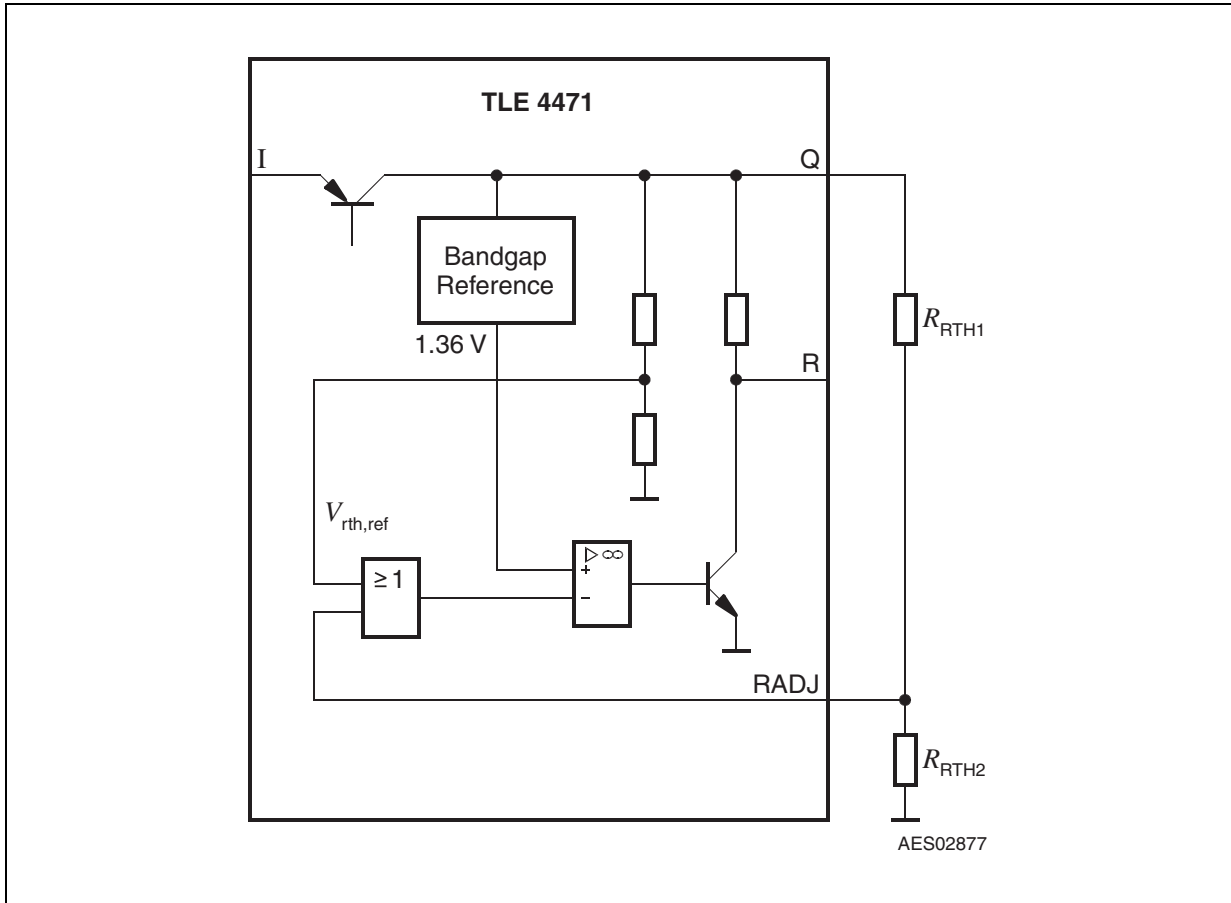 TLE 4471
I
Q
Bandgap
Reference
1.36 V
R_RTH1
R
V_rth,ref
≥ 1
▷ ∞
+
−
RADJ
R_RTH2
AES02877